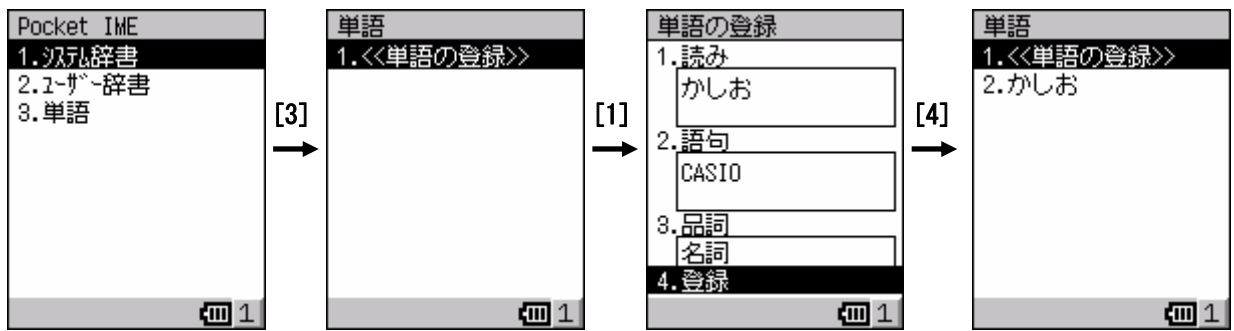 Pocket IME
1.ｼｽﾃﾑ辞書
2.ﾕｰｻﾞｰ辞書
3.単語
1
[3]
単語
1.<<単語の登録>>
1
[1]
単語の登録
1.読み
かしお
2.語句
CASIO
3.品詞
名詞
4.登録
1
[4]
単語
1.<<単語の登録>>
2.かしお
1